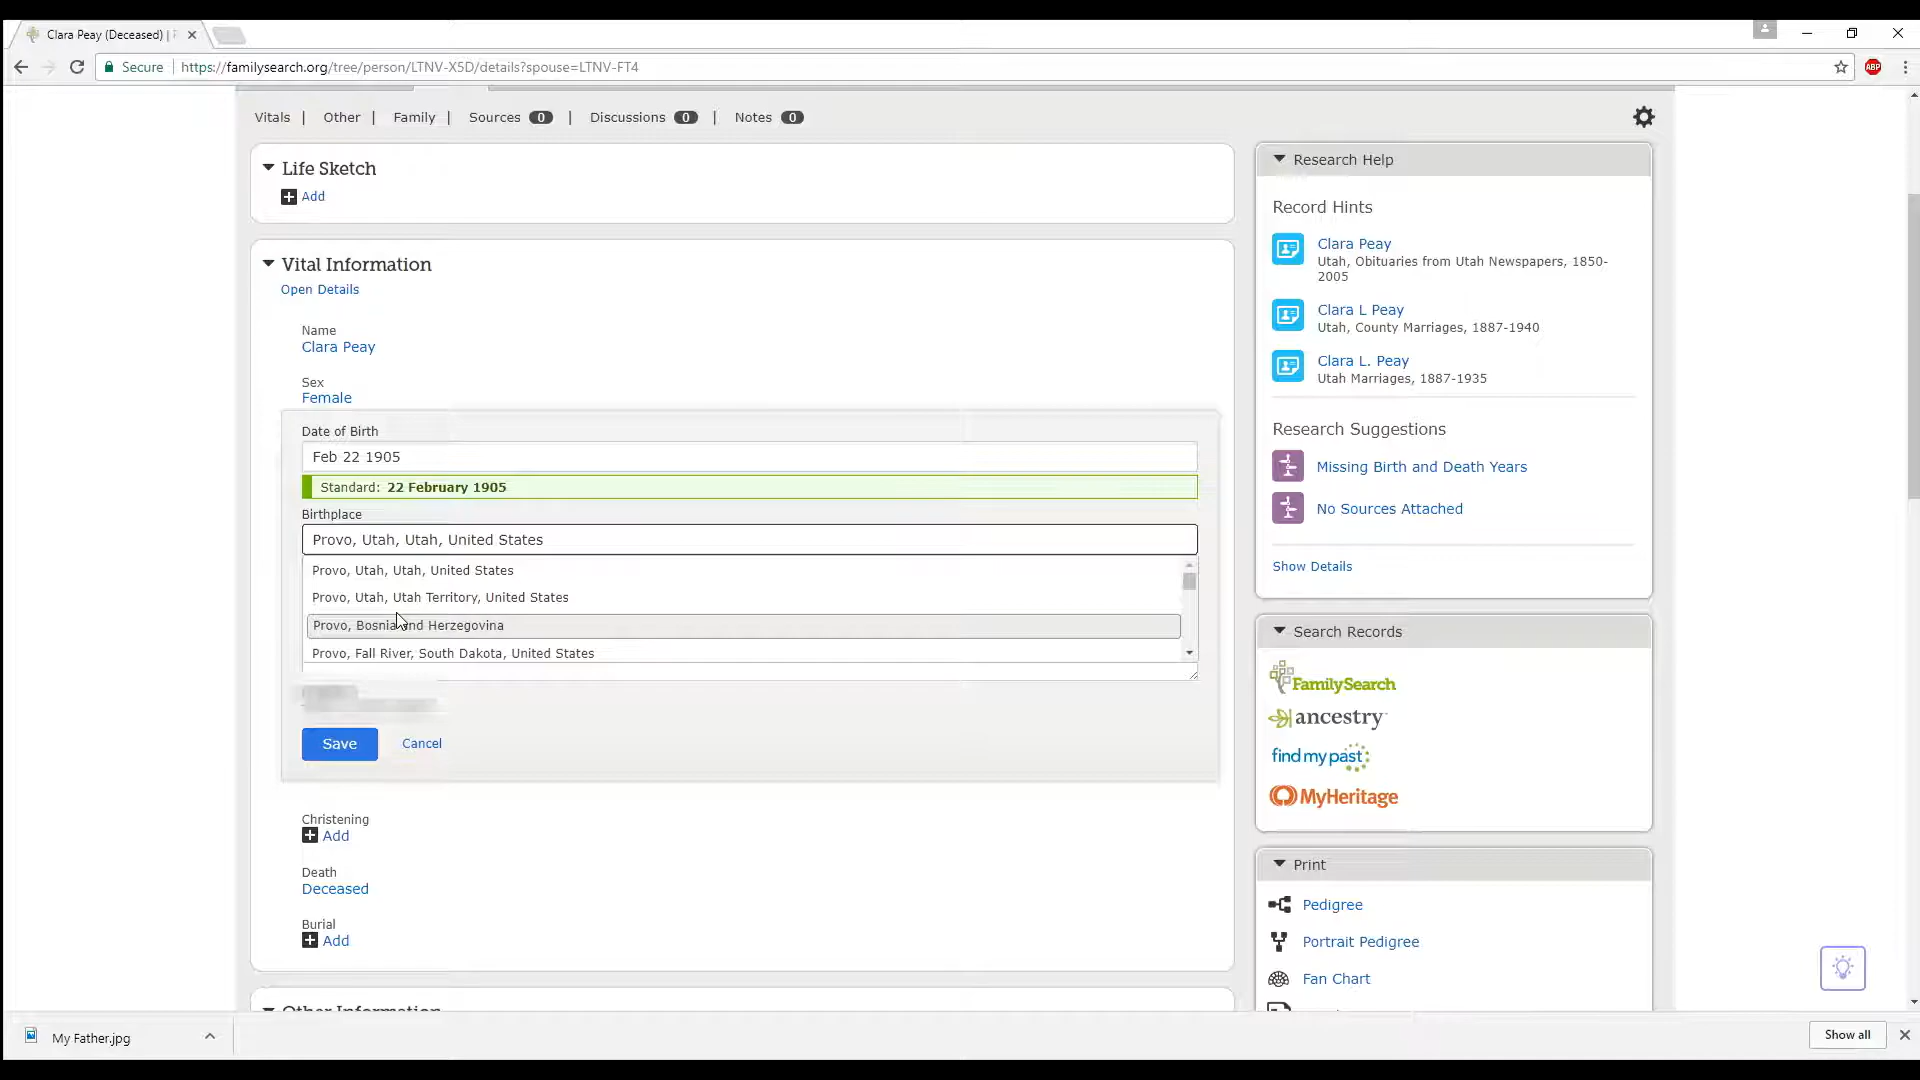 Clara Peay (Deceased) |
Secure
https://familysearch.org/tree/person/LTNV-X5D/details?spouse=LTNV-FT4
ABP
Vitals | Other | Family | Sources 0 | Discussions 0 | Notes 0
Life Sketch
Add
Vital Information
Open Details
Name
Clara Peay
Sex
Female
Date of Birth
Feb 22 1905
Standard: 22 February 1905
Birthplace
Provo, Utah, Utah, United States
Provo, Utah, Utah, United States
Provo, Utah, Utah Territory, United States
Provo, Bosnia and Herzegovina
Provo, Fall River, South Dakota, United States
Save
Cancel
Christening
Add
Death
Deceased
Burial
Add
Other Information
Research Help
Record Hints
Clara Peay
Utah, Obituaries from Utah Newspapers, 1850-
2005
Clara L Peay
Utah, County Marriages, 1887-1940
Clara L. Peay
Utah Marriages, 1887-1935
Research Suggestions
Missing Birth and Death Years
No Sources Attached
Show Details
Search Records
FamilySearch
ancestry
find my past
MyHeritage
Print
Pedigree
Portrait Pedigree
Fan Chart
My Father.jpg
Show all